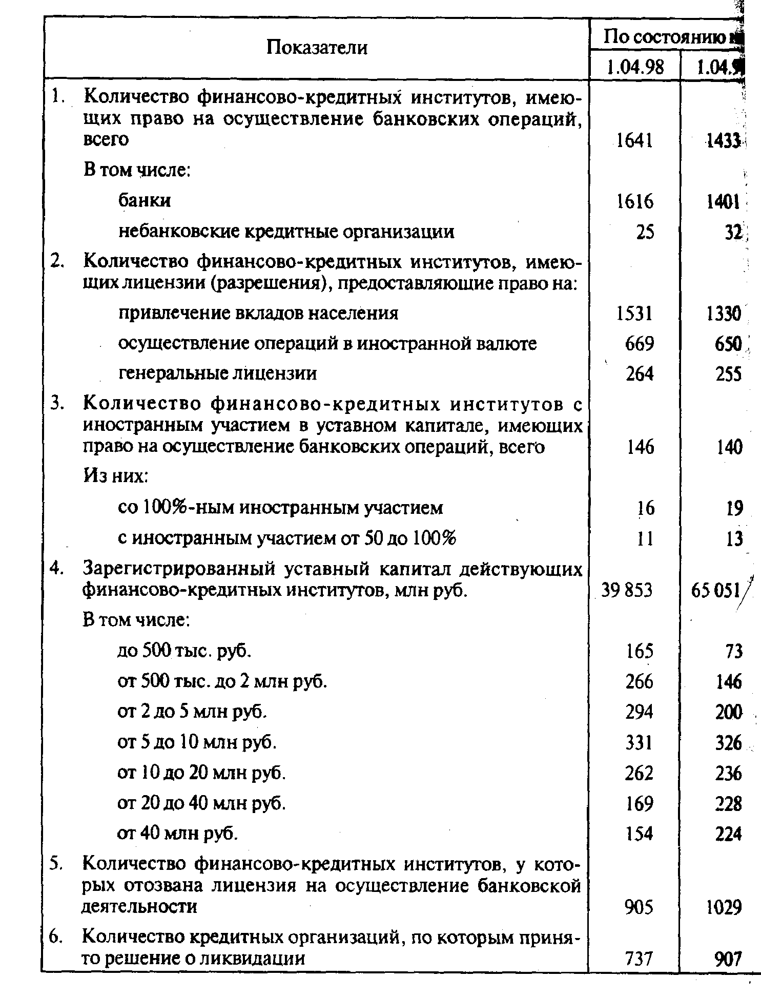 Показатели
По состоянию
1.04.98
1. Количество финансово-кредитных институтов, имею-
щих право на осуществление банковских операций,
всего 1641 1433
В том числе:
банки 1616 1401
небанковские кредитные организации 25 32
2. Количество финансово-кредитных институтов, имею-
щих лицензии (разрешения), предоставляющие право на:
привлечение вкладов населения 1531 1330
осуществление операций в иностранной валюте 669 650
генеральные лицензии 264 255
3. Количество финансово-кредитных институтов с
иностранным участием в уставном капитале, имеющих
право на осуществление банковских операций, всего 146 140
Из них:
со 100%-ным иностранным участием 16 19
с иностранным участием от 50 до 100% 11 13
4. Зарегистрированный уставный капитал действующих
финансово-кредитных институтов, млн руб. 39 853 65 051
В том числе:
до 500 тыс. руб. 165 73
от 500 тыс. до 2 млн руб. 266 146
от 2 до 5 млн руб. 294 200
от 5 до 10 млн руб. 331 326
от 10 до 20 млн руб. 262 236
от 20 до 40 млн руб. 169 228
от 40 млн руб. 154 224
5. Количество финансово-кредитных институтов, у кото-
рых отозвана лицензия на осуществление банковской
деятельности 905 1029
6. Количество кредитных организаций, по которым приня-
то решение о ликвидации 737 907